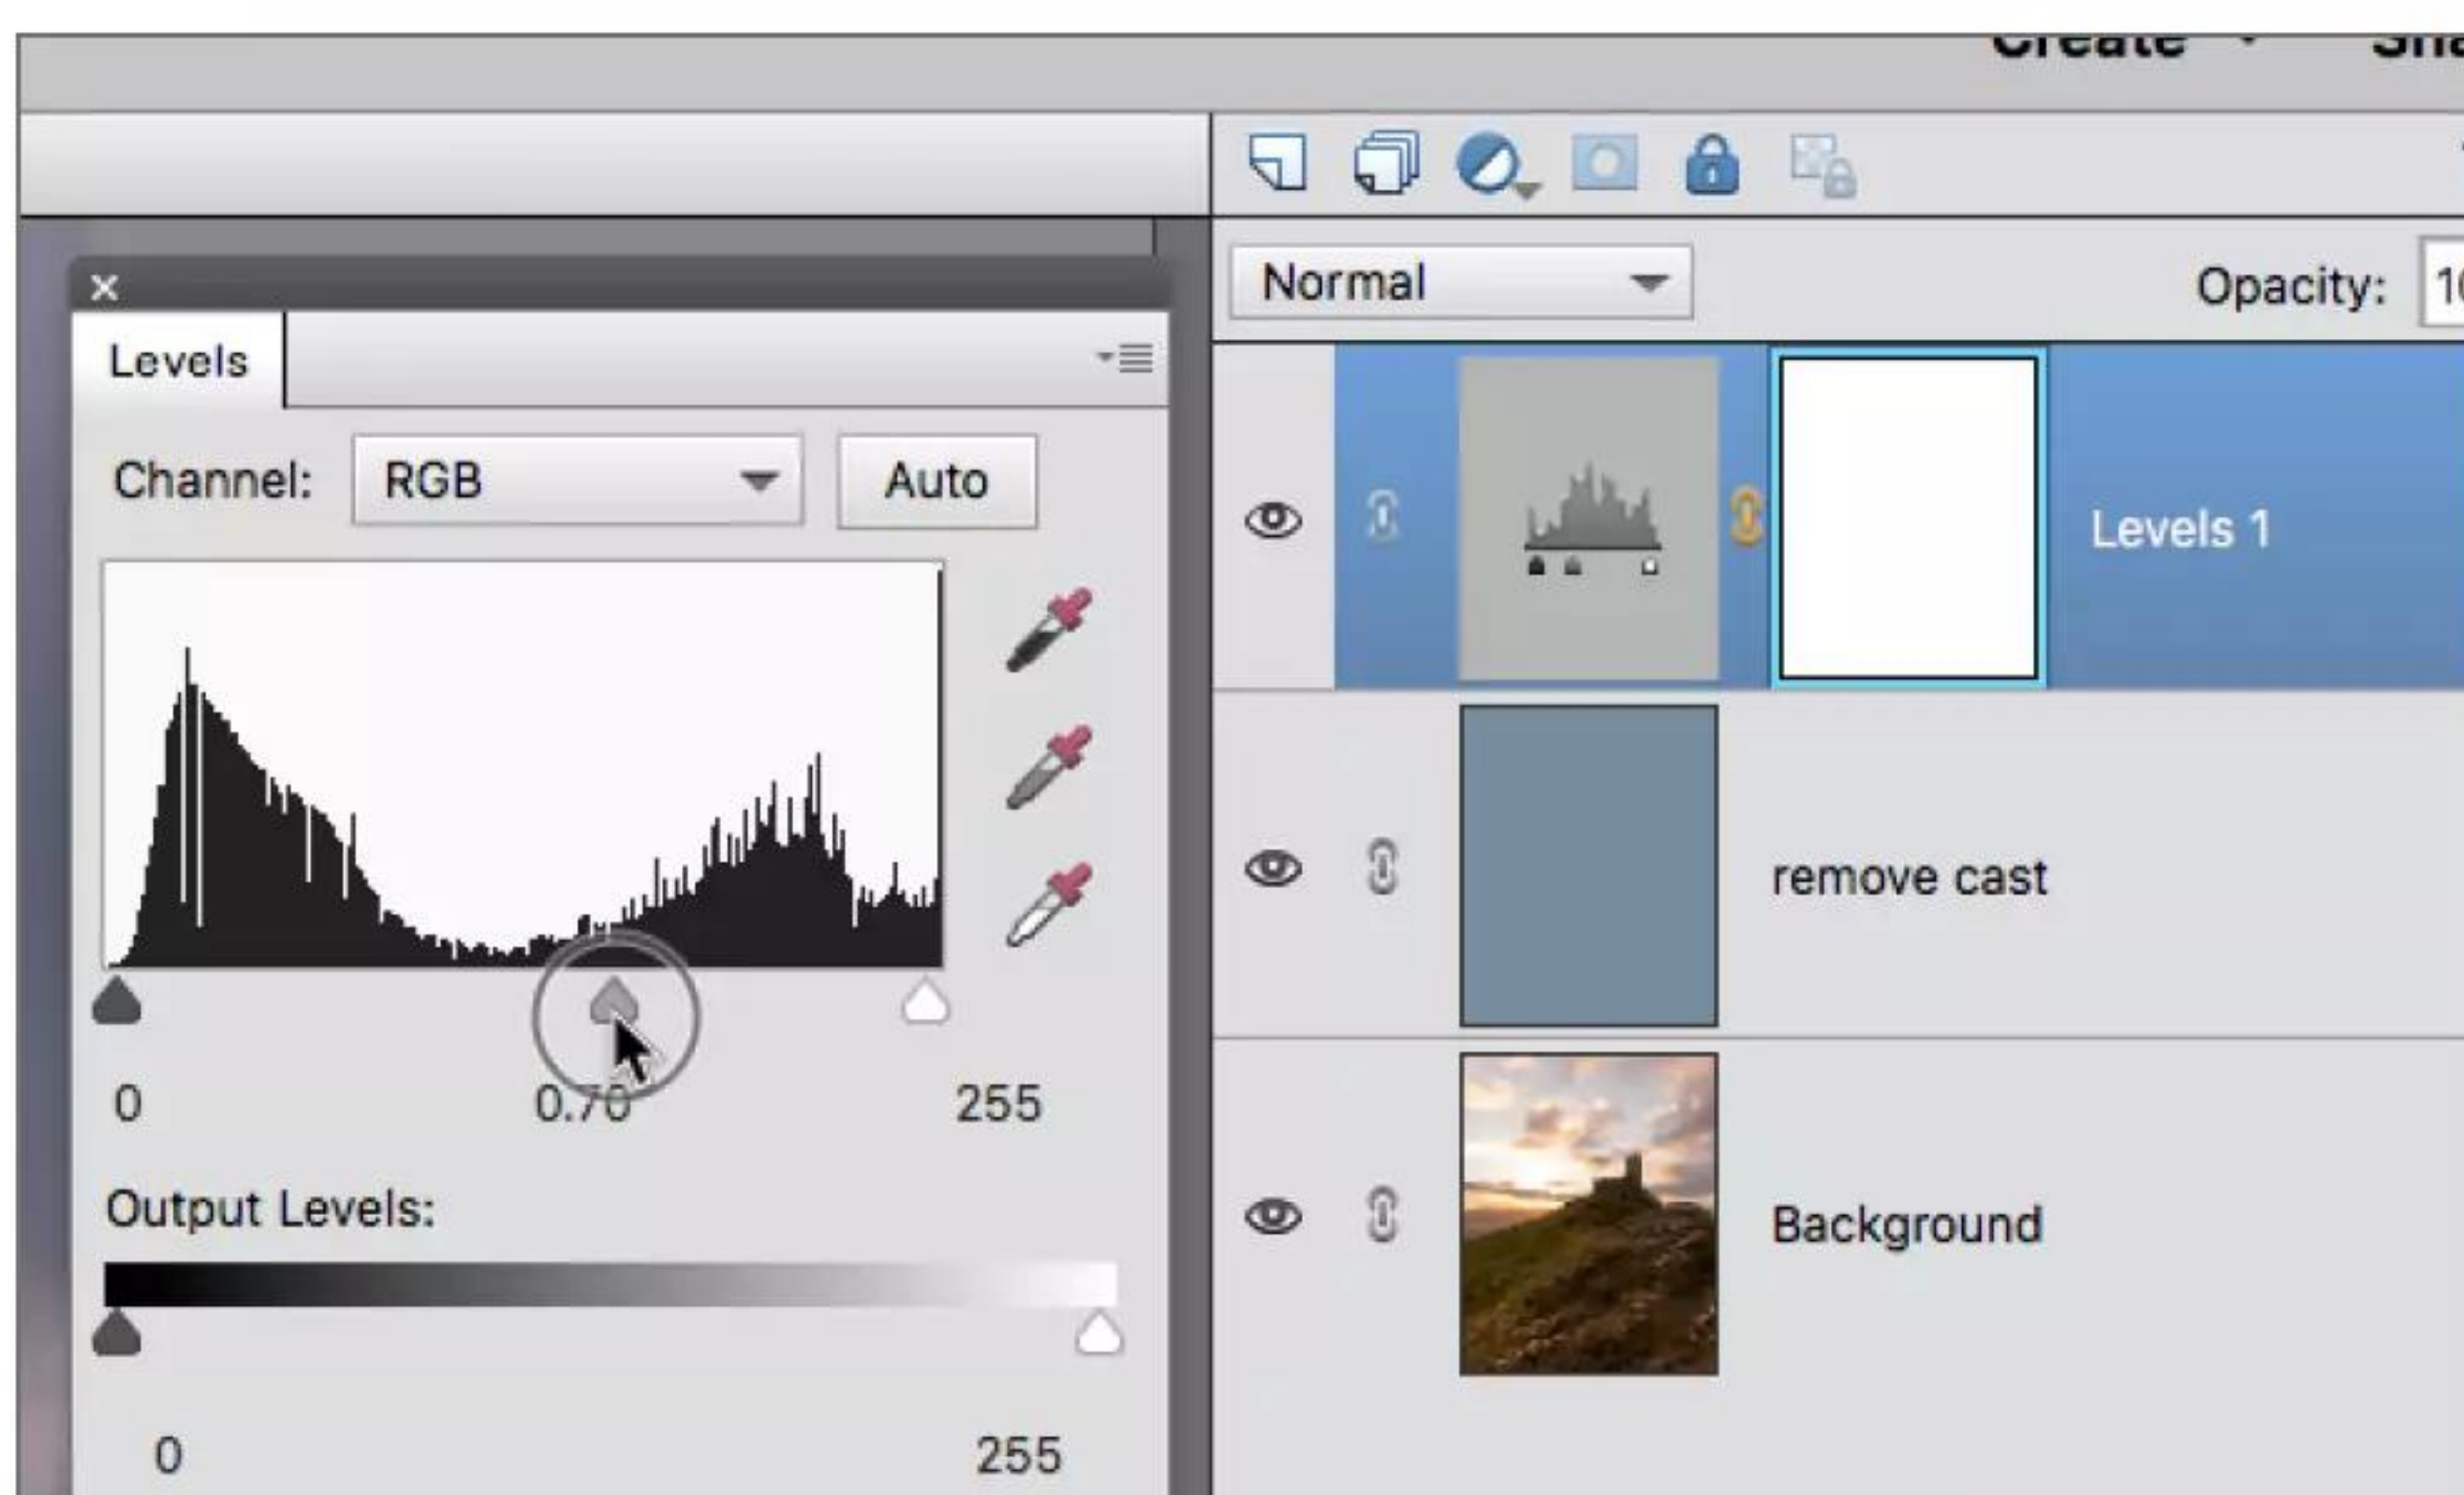 Create
Levels
Channel: RGB Auto
0 0.70 255
Output Levels:
0 255
Normal Opacity:
Levels 1
remove cast
Background